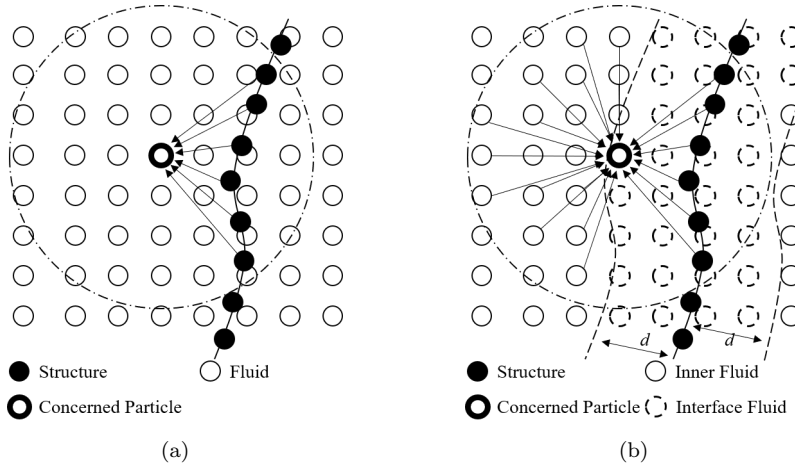 d d
Structure Fluid Structure Inner Fluid
Concerned Particle Concerned Particle Interface Fluid
(a) (b)